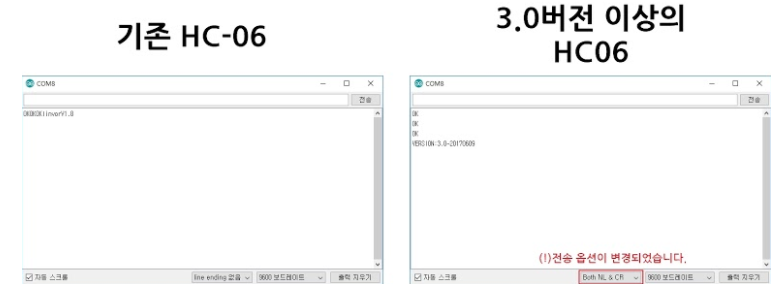 기존 HC-06
3.0버전 이상의
HC06
COM8
전송
OKOKOKlinvorV1.8
자동 스크롤
line ending 없음
9600 보드레이트
출력 지우기
COM8
전송
OK
OK
OK
VERSION:3.0-20170609
(!)전송 옵션이 변경되었습니다.
자동 스크롤
Both NL & CR
9600 보드레이트
출력 지우기